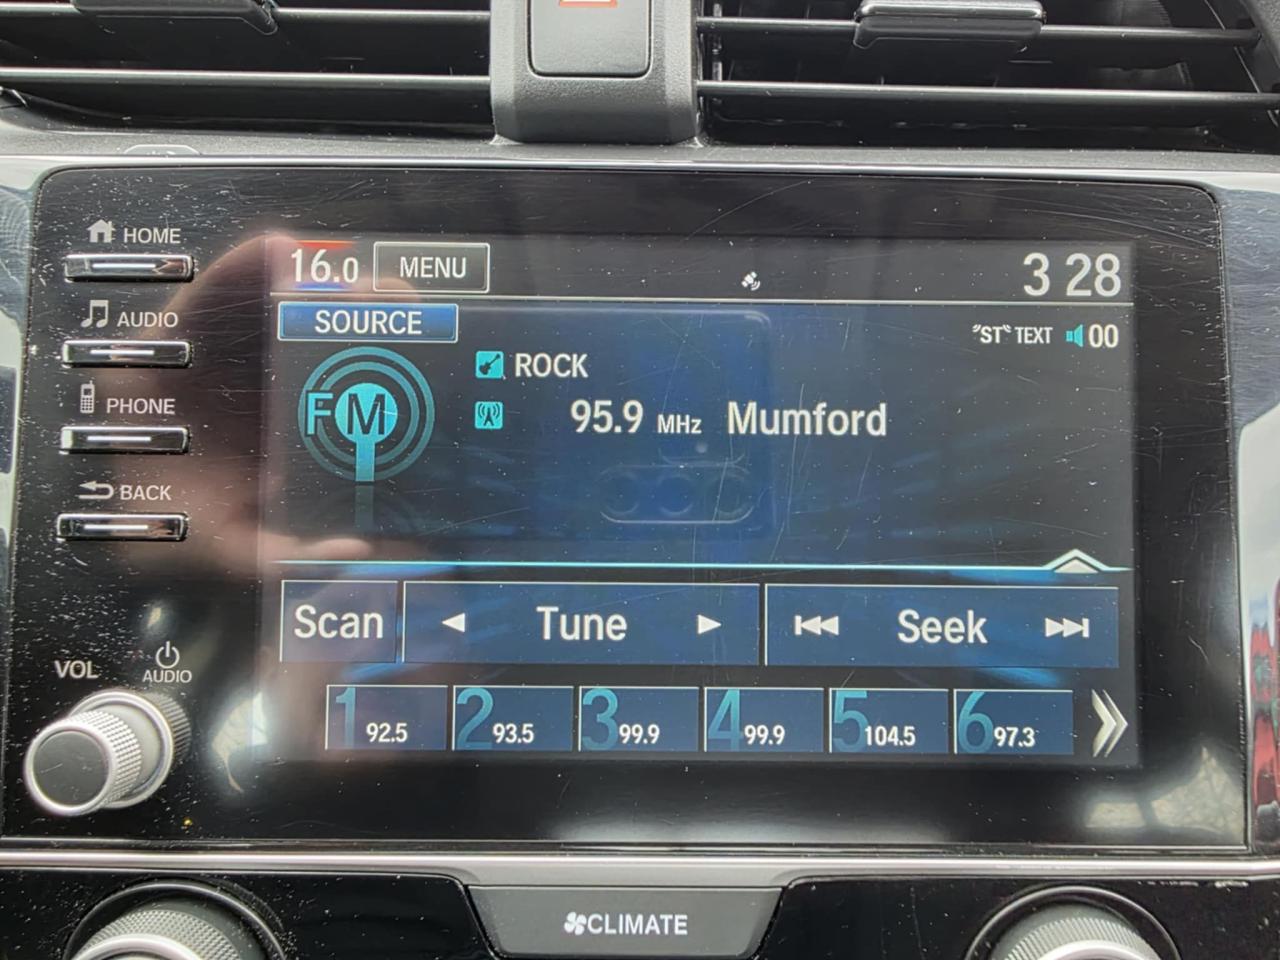 HOME
AUDIO
PHONE
BACK
VOL
AUDIO
16.0 MENU 3 28
SOURCE
"ST" TEXT 00
FM
ROCK
95.9 MHz Mumford
Scan Tune Seek
1 92.5 2 93.5 3 99.9 4 99.9 5 104.5 6 97.3
CLIMATE